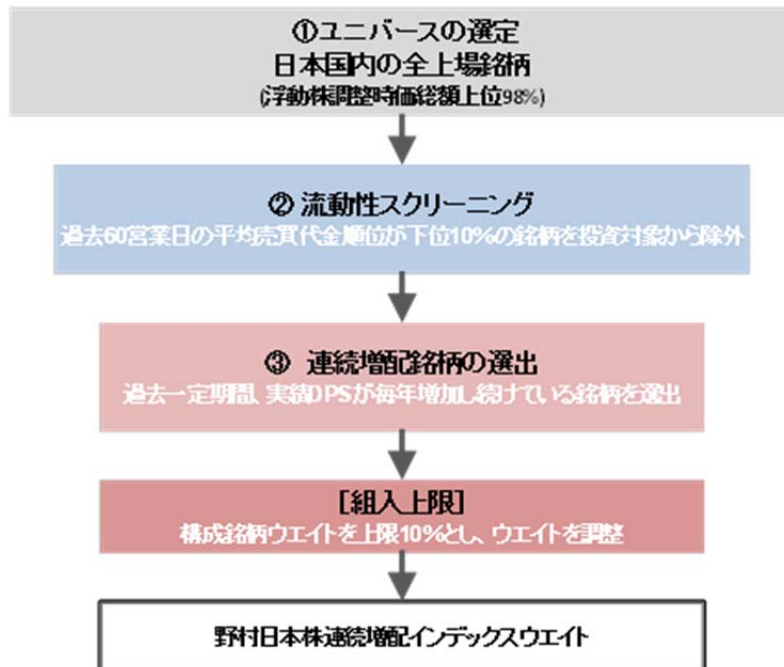 ①ユニバースの選定
日本国内の全上場銘柄
(浮動株調整時価総額上位98%)
② 流動性スクリーニング
過去60営業日の平均売買代金順位が下位10%の銘柄を投資対象から除外
③ 連続増配銘柄の選出
過去一定期間、実績DPSが毎年増加し続けている銘柄を選出
[組入上限]
構成銘柄ウエイトを上限10%とし、ウエイトを調整
野村日本株連続増配インデックスウエイト